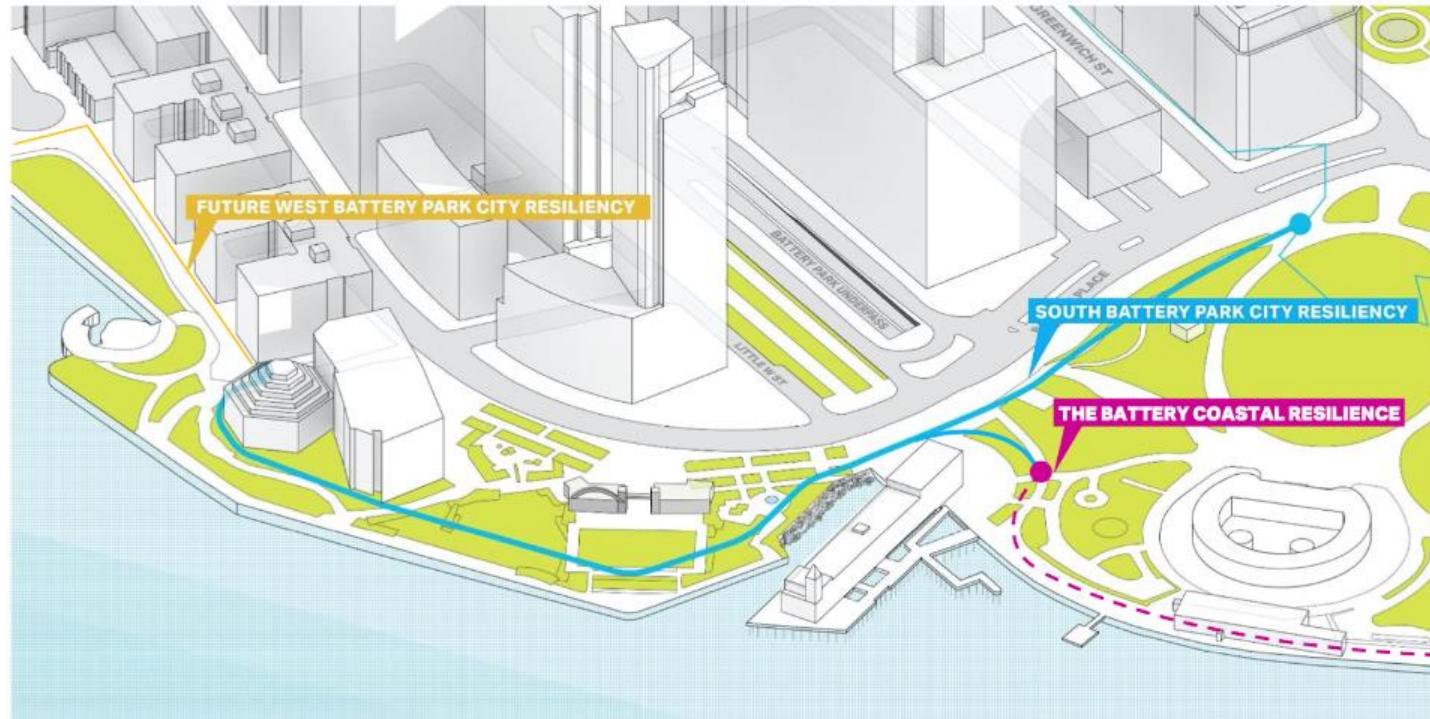 GREENWICH ST
FUTURE WEST BATTERY PARK CITY RESILIENCY
BATTERY PARK UNDERPASS
PLACE
SOUTH BATTERY PARK CITY RESILIENCY
LITTLE W ST
THE BATTERY COASTAL RESILIENCE